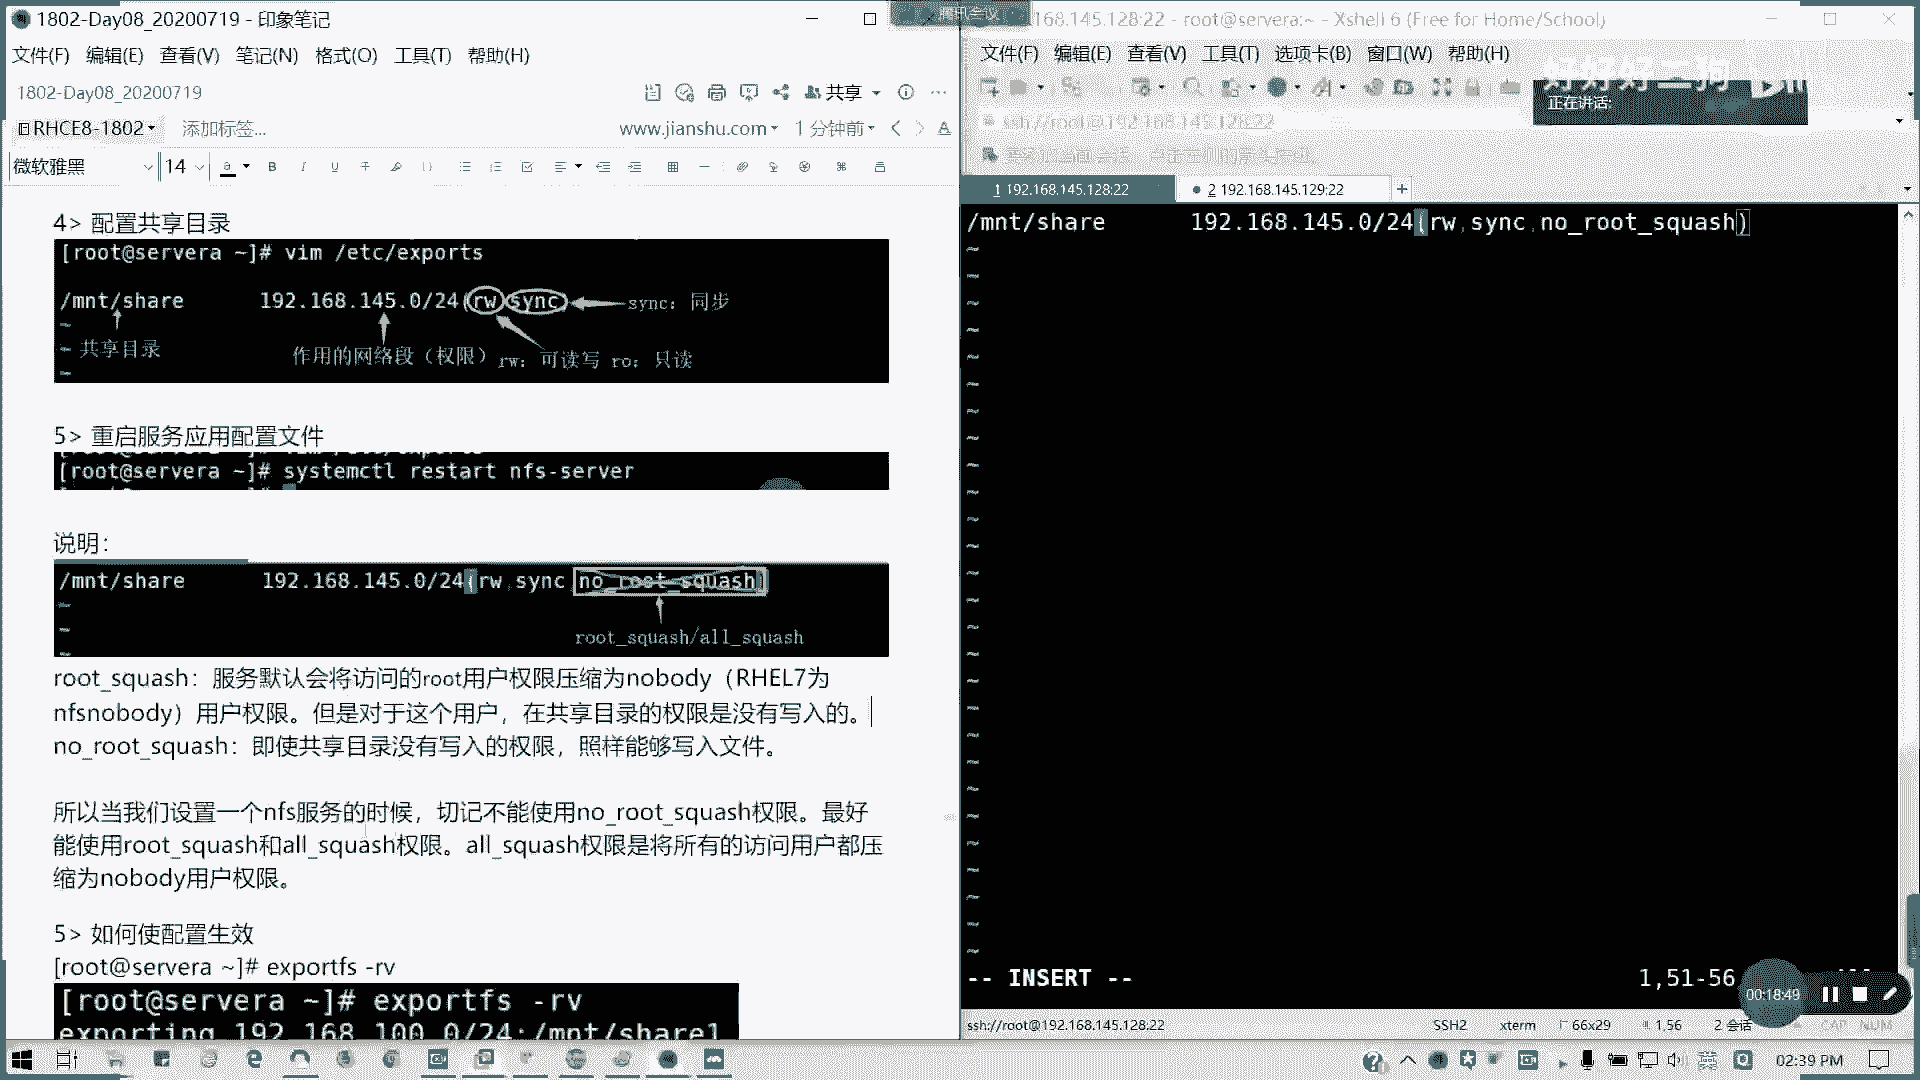 1802-Day08_20200719 - 印象笔记
文件(F) 编辑(E) 查看(V) 笔记(N) 格式(O) 工具(T) 帮助(H)
1802-Day08_20200719
共享
RHCE8-1802 添加标签...
www.jianshu.com 1 分钟前
微软雅黑 14
4> 配置共享目录
[root@servera ~]# vim /etc/exports
/mnt/share 192.168.145.0/24(rw,sync)
sync: 同步
共享目录
作用的网络段（权限）
rw: 可读写 ro: 只读
5> 重启服务应用配置文件
[root@servera ~]# systemctl restart nfs-server
说明：
/mnt/share 192.168.145.0/24(rw,sync,no_root_squash)
root_squash/all_squash
root_squash：服务默认会将访问的root用户权限压缩为nobody（RHEL7为
nfsnobody）用户权限。但是对于这个用户，在共享目录的权限是没有写入的。
no_root_squash：即使共享目录没有写入的权限，照样能够写入文件。
所以当我们设置一个nfs服务的时候，切记不能使用no_root_squash权限。最好
能使用root_squash和all_squash权限。all_squash权限是将所有的访问用户都压
缩为nobody用户权限。
5> 如何使配置生效
[root@servera ~]# exportfs -rv
[root@servera ~]# exportfs -rv
exporting 192.168.100.0/24:/mnt/share1
腾讯会议
168.145.128:22 - root@servera:~ - Xshell 6 (Free for Home/School)
文件(F) 编辑(E) 查看(V) 工具(T) 选项卡(B) 窗口(W) 帮助(H)
正在讲话:
ssh://root@192.168.145.128:22
1 192.168.145.128:22
2 192.168.145.129:22
/mnt/share 192.168.145.0/24(rw,sync,no_root_squash)
-- INSERT --
1,51-56
00:18:49
ssh://root@192.168.145.128:22
SSH2
xterm
66x29
1,56
2 会话
CAP NUM
英
02:39 PM